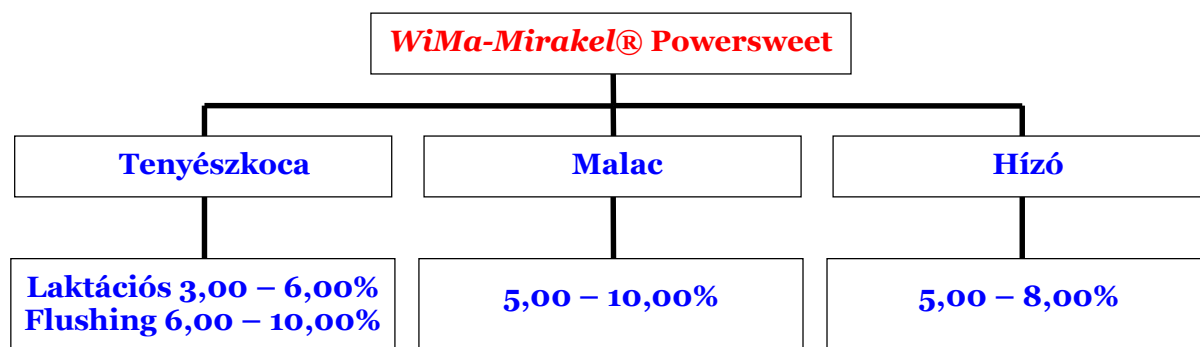 WiMa-Mirakel® Powersweet
Tenyészkoca
Malac
Hízó
Laktációs 3,00 – 6,00%
Flushing 6,00 – 10,00%
5,00 – 10,00%
5,00 – 8,00%